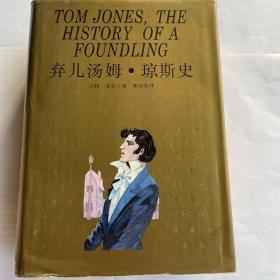 TOM JONES, THE
HISTORY OF A
FOUNDLING
弃儿汤姆·琼斯史